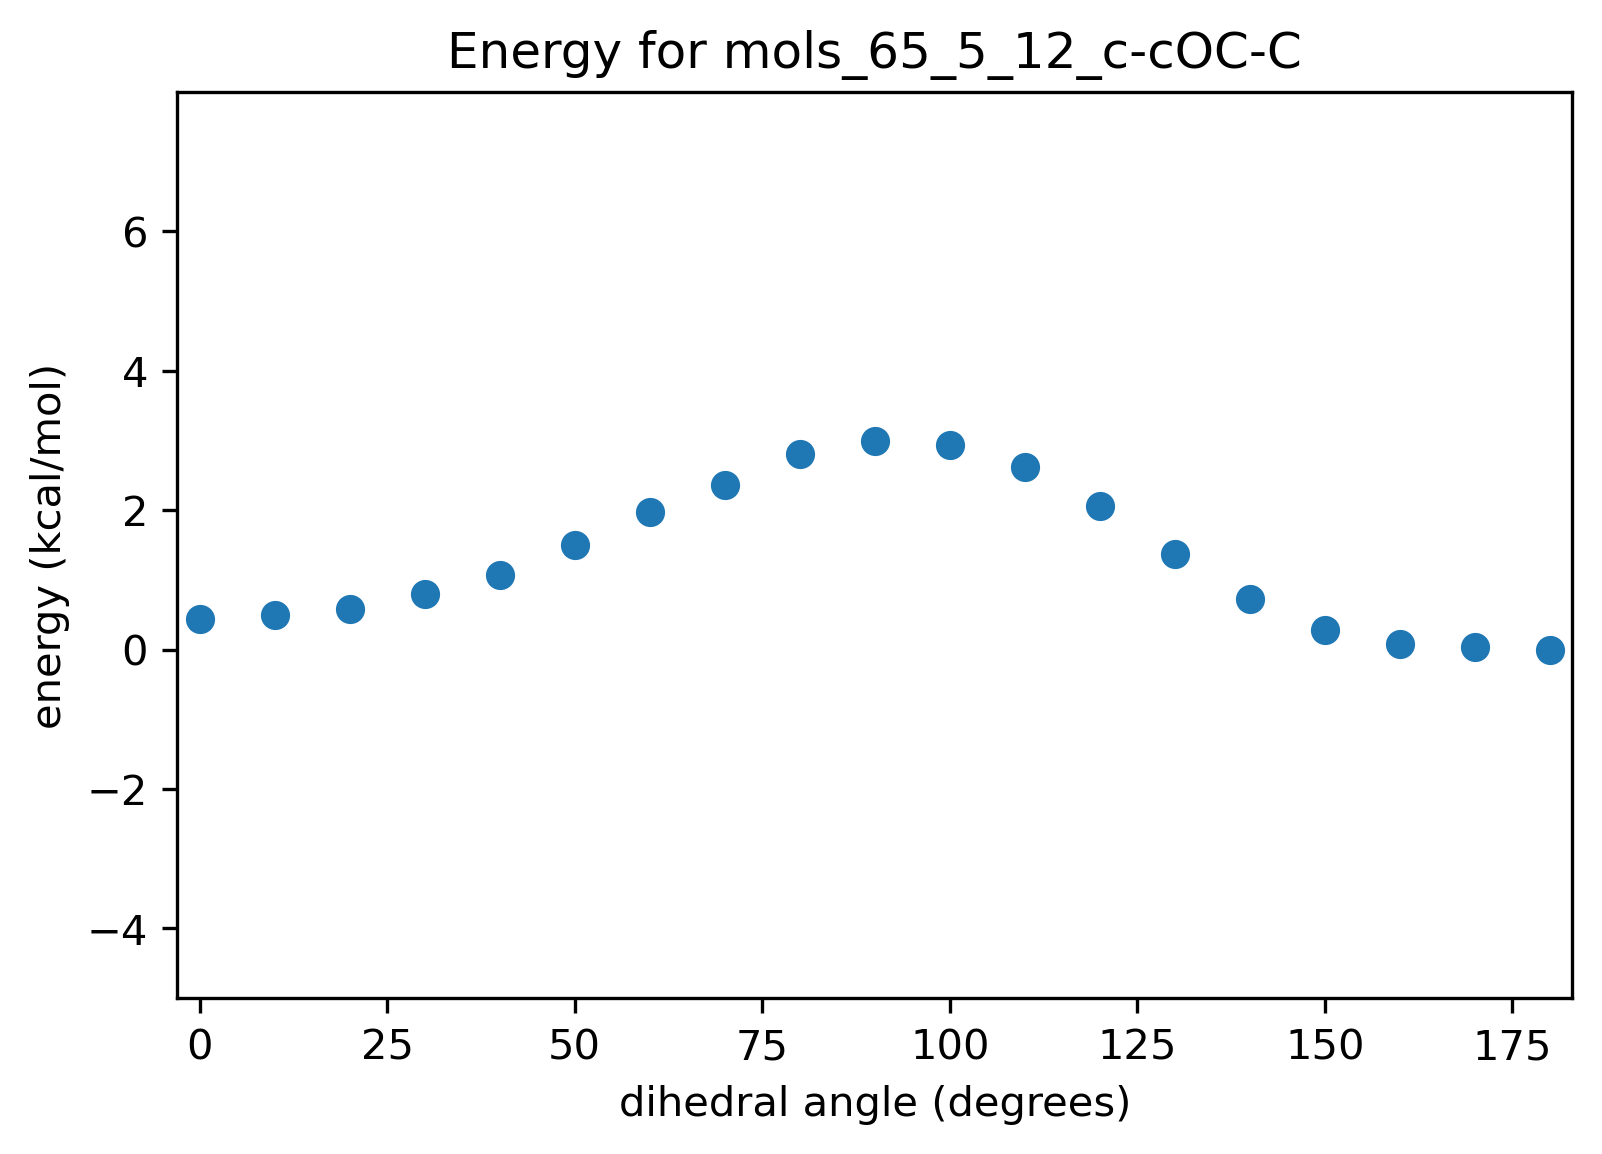 Energy for mols_65_5_12_c-cOC-C
energy (kcal/mol)
6
4
2
0
−2
−4
0 25 50 75 100 125 150 175
dihedral angle (degrees)